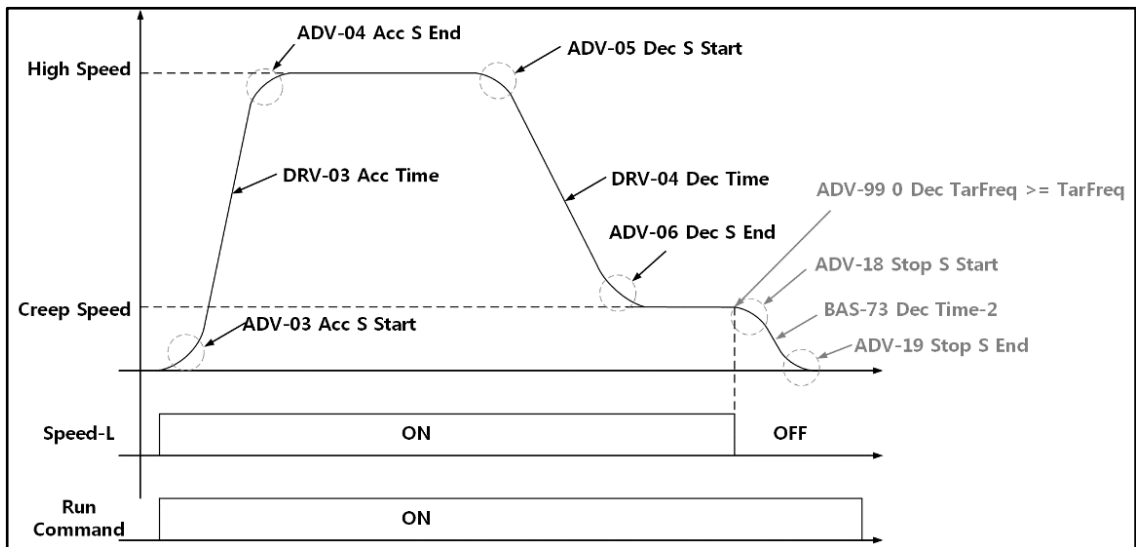 ADV-04 Acc S End
ADV-05 Dec S Start
High Speed
DRV-03 Acc Time
DRV-04 Dec Time
ADV-99 0 Dec TarFreq >= TarFreq
ADV-06 Dec S End
ADV-18 Stop S Start
Creep Speed
BAS-73 Dec Time-2
ADV-03 Acc S Start
ADV-19 Stop S End
Speed-L
ON
OFF
Run
Command
ON